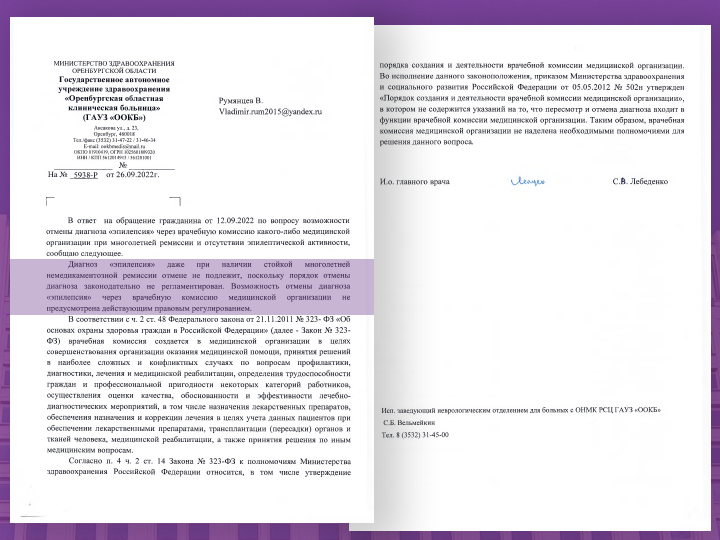 МИНИСТЕРСТВО ЗДРАВООХРАНЕНИЯ
ОРЕНБУРГСКОЙ ОБЛАСТИ
Государственное автономное
учреждение здравоохранения
«Оренбургская областная
клиническая больница»
(ГАУЗ «ООКБ»)
Аксакова ул., д. 23,
Оренбург, 460018
Тел./факс (3532) 31-47-22 / 31-46-34
E-mail: ookbmed@mail.ru
ОКПО 01910419, ОГРН 1025601809320
ИНН / КПП 5612014915 / 561201001
№
На № 5938-Р от 26.09.2022г.
Румянцев В.
Vladimir.rum2015@yandex.ru
В ответ на обращение гражданина от 12.09.2022 по вопросу возможности
отмены диагноза «эпилепсия» через врачебную комиссию какого-либо медицинской
организации при многолетней ремиссии и отсутствии эпилептической активности,
сообщаю следующее.
Диагноз «эпилепсия» даже при наличии стойкой многолетней
немедикаментозной ремиссии отмене не подлежит, поскольку порядок отмены
диагноза законодательно не регламентирован. Возможность отмены диагноза
«эпилепсия» через врачебную комиссию медицинской организации не
предусмотрена действующим правовым регулированием.
В соответствии с ч. 2 ст. 48 Федерального закона от 21.11.2011 № 323- ФЗ «Об
основах охраны здоровья граждан в Российской Федерации» (далее - Закон № 323-
ФЗ) врачебная комиссия создается в медицинской организации в целях
совершенствования организации оказания медицинской помощи, принятия решений
в наиболее сложных и конфликтных случаях по вопросам профилактики,
диагностики, лечения и медицинской реабилитации, определения трудоспособности
граждан и профессиональной пригодности некоторых категорий работников,
осуществления оценки качества, обоснованности и эффективности лечебно-
диагностических мероприятий, в том числе назначения лекарственных препаратов,
обеспечения назначения и коррекции лечения в целях учета данных пациентов при
обеспечении лекарственными препаратами, трансплантации (пересадки) органов и
тканей человека, медицинской реабилитации, а также принятия решения по иным
медицинским вопросам.
Согласно п. 4 ч. 2 ст. 14 Закона № 323-ФЗ к полномочиям Министерства
здравоохранения Российской Федерации относится, в том числе утверждение
порядка создания и деятельности врачебной комиссии медицинской организации.
Во исполнение данного законоположения, приказом Министерства здравоохранения
и социального развития Российской Федерации от 05.05.2012 № 502н утвержден
«Порядок создания и деятельности врачебной комиссии медицинской организации»,
в котором не содержится указаний на то, что пересмотр и отмена диагноза входит в
функции врачебной комиссии медицинской организации. Таким образом, врачебная
комиссия медицинской организации не наделена необходимыми полномочиями для
решения данного вопроса.
И.о. главного врача С.В. Лебеденко
Исп. заведующий неврологическим отделением для больных с ОНМК РСЦ ГАУЗ «ООКБ»
С.Б. Вельмейкин
Тел. 8 (3532) 31-45-00